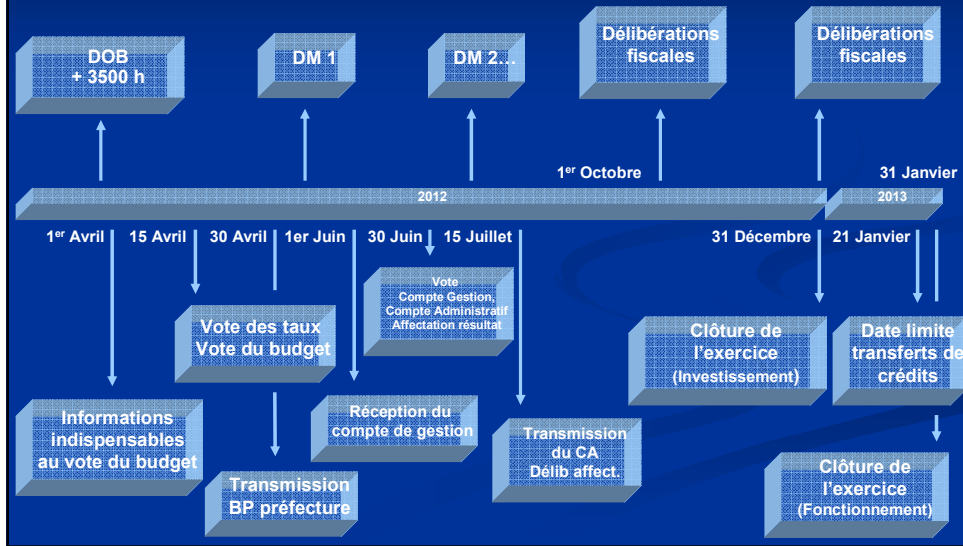 DOB
+ 3500 h
DM 1
DM 2…
Délibérations
fiscales
Délibérations
fiscales
1er Octobre
31 Janvier
2012
2013
1er Avril
15 Avril
30 Avril
1er Juin
30 Juin
15 Juillet
31 Décembre
21 Janvier
Vote
Compte Gestion,
Compte Administratif
Affectation résultat
Vote des taux
Vote du budget
Clôture de
l'exercice
(Investissement)
Date limite
transferts de
crédits
Informations
indispensables
au vote du budget
Réception du
compte de gestion
Transmission
du CA
Délib affect.
Transmission
BP préfecture
Clôture de
l'exercice
(Fonctionnement)